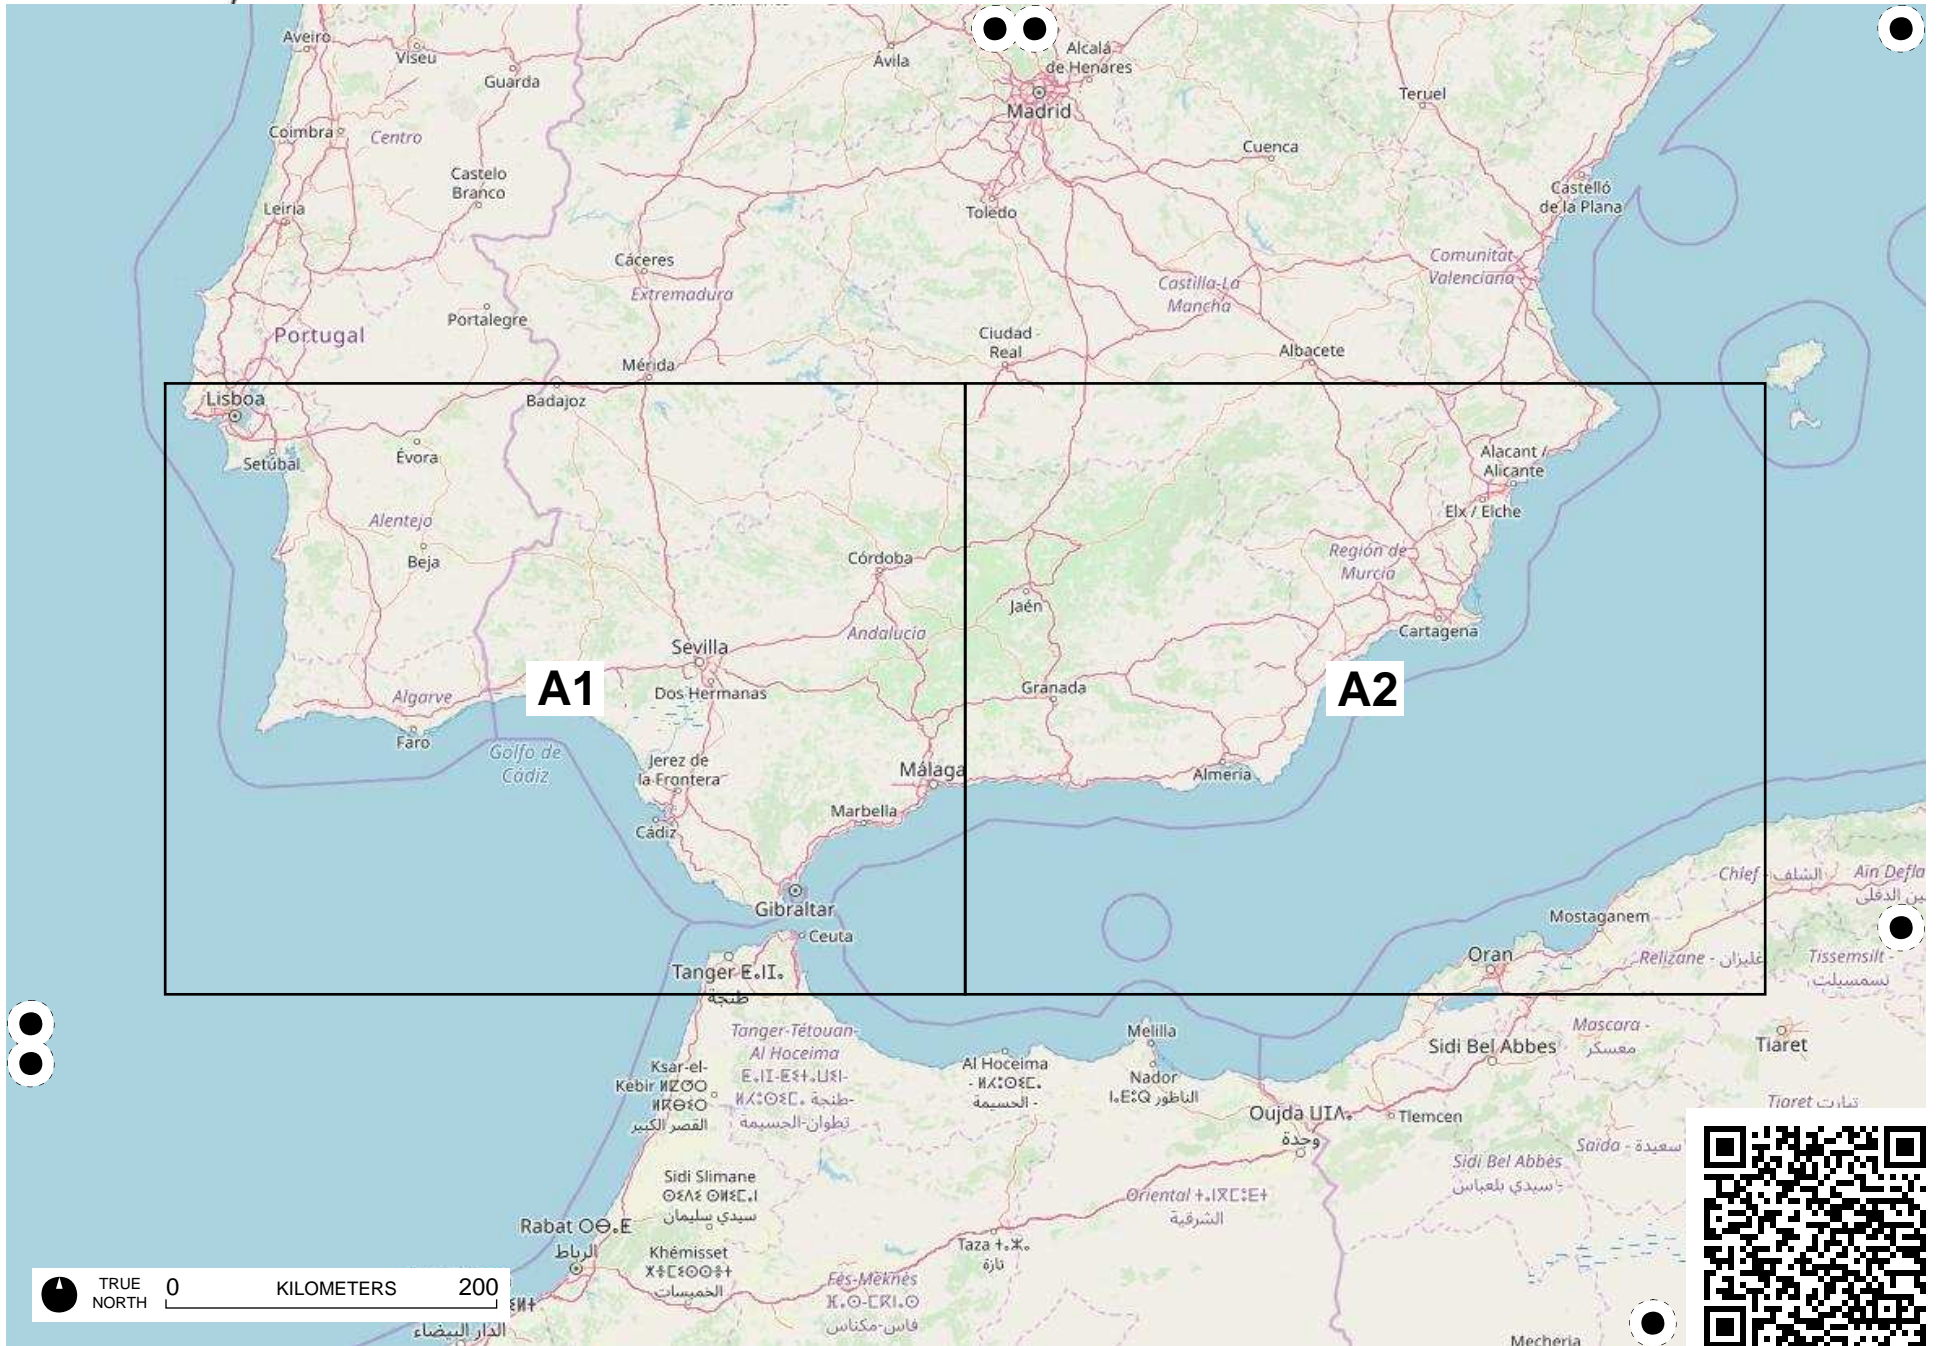 Aveiro
Viseu
Guarda
Ávila
Alcalá
de Henares
Madrid
Teruel
Coimbra
Centro
Cuenca
Castelo
Branco
Castelló
de la Plana
Leiria
Toledo
Cáceres
Extremadura
Comunitat
Valenciana
Castilla-La
Mancha
Portugal
Portalegre
Ciudad
Real
Albacete
Mérida
Lisboa
Badajoz
Setúbal
Évora
Alacant /
Alicante
Elx / Elche
Alentejo
Beja
Córdoba
Región de
Murcia
Jaén
Andalucía
Cartagena
Sevilla
Dos Hermanas
A1
Granada
A2
Algarve
Faro
Golfo de
Cádiz
Jerez de
la Frontera
Málaga
Almería
Marbella
Cádiz
Gibraltar
Ceuta
Chlef - الشلف
Aïn Defla
عين الدفلى
Mostaganem
Oran
Relizane - غليزان
Tissemsilt -
تسمسيلت
Tanger ⴹ.ⵏⵊ.
طنجة
Tanger-Tétouan-
Al Hoceima
طنجة-
تطوان-الحسيمة
Al Hoceima
- الحسيمة
Melilla
Nador
الناظور
Mascara -
معسكر
Sidi Bel Abbes
Tiaret
Ksar-el-
Kebir
القصر الكبير
Oujda
وجدة
Tlemcen
Tiaret تيارت
Saïda - سعيدة
Sidi Bel Abbès
- سيدي بلعباس
Sidi Slimane
سيدي سليمان
Oriental
الشرقية
Rabat
الرباط
Khémisset
الخميسات
Taza
تازة
Fès-Meknès
فاس-مكناس
TRUE
NORTH
0 KILOMETERS 200
الدار البيضاء
Mecheria